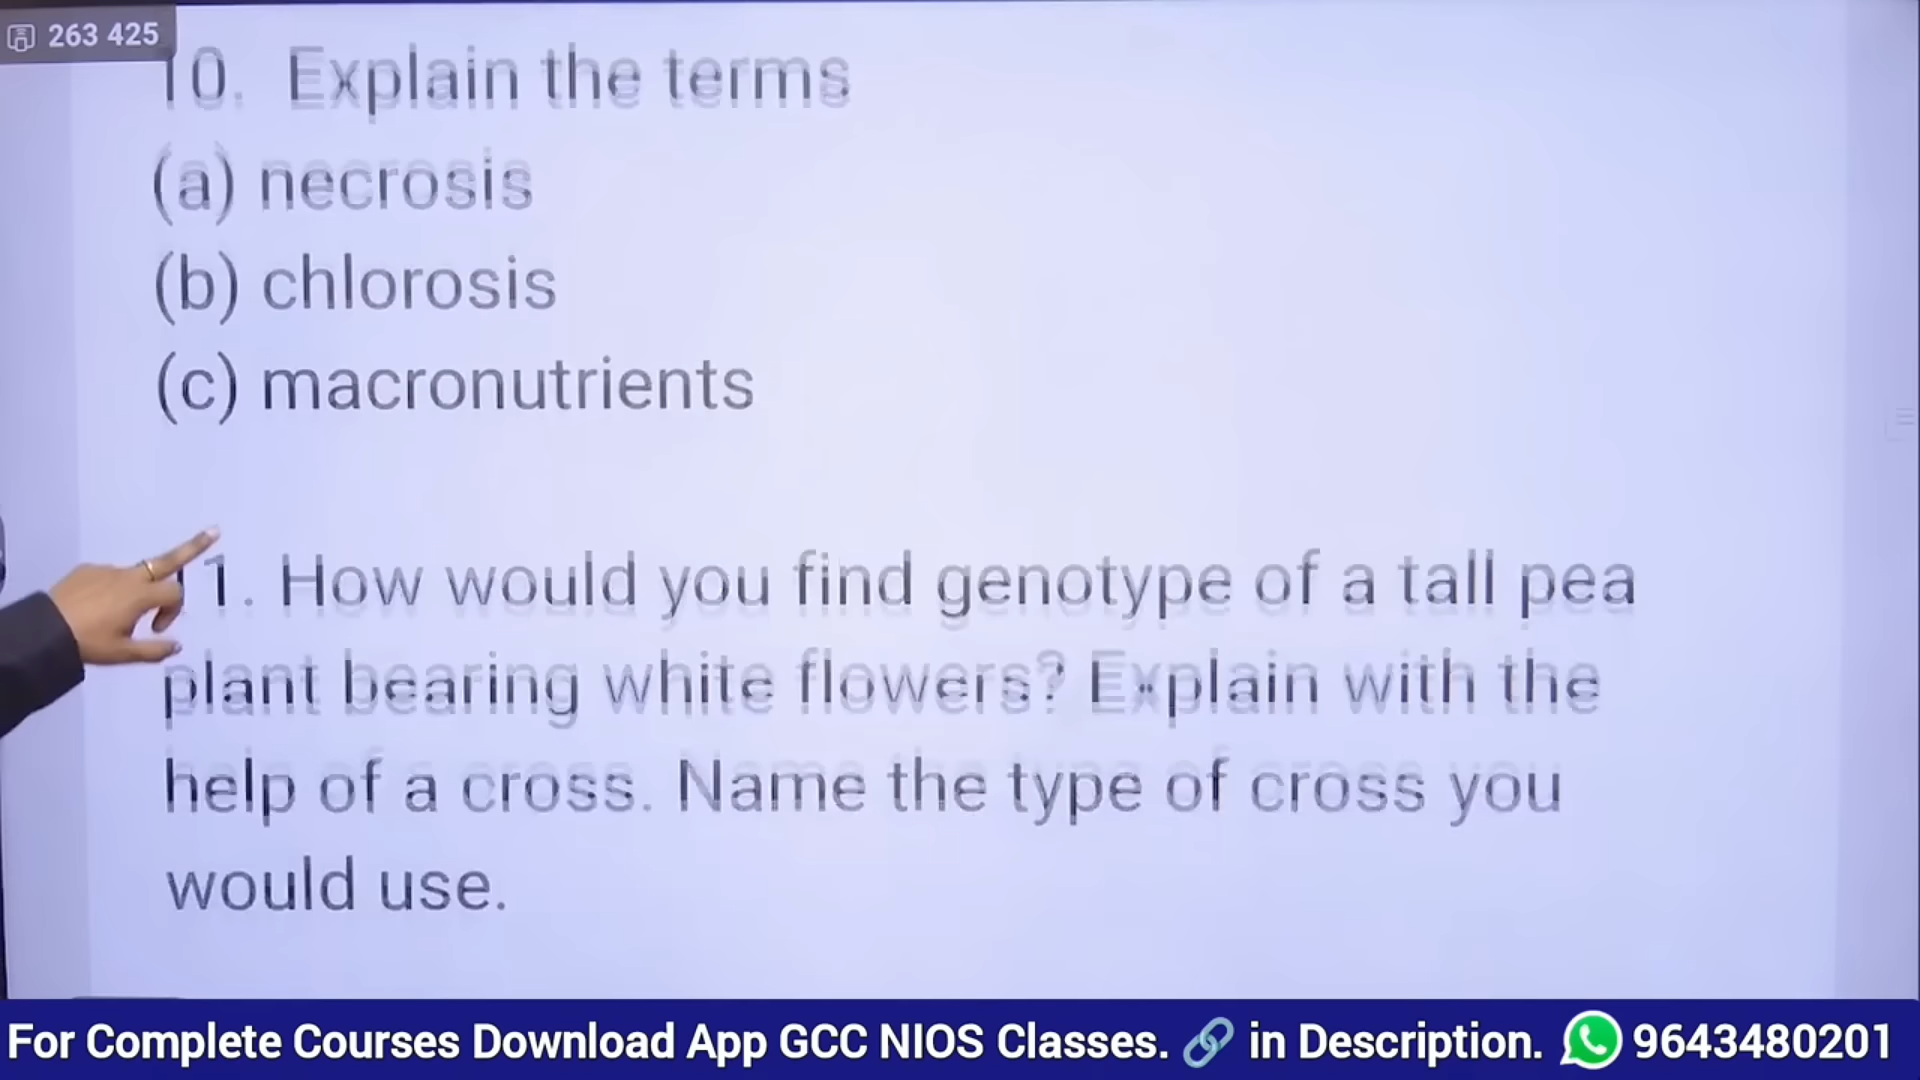 263 425
10. Explain the terms
(a) necrosis
(b) chlorosis
(c) macronutrients
11. How would you find genotype of a tall pea
plant bearing white flowers? Explain with the
help of a cross. Name the type of cross you
would use.
For Complete Courses Download App GCC NIOS Classes. in Description. 9643480201